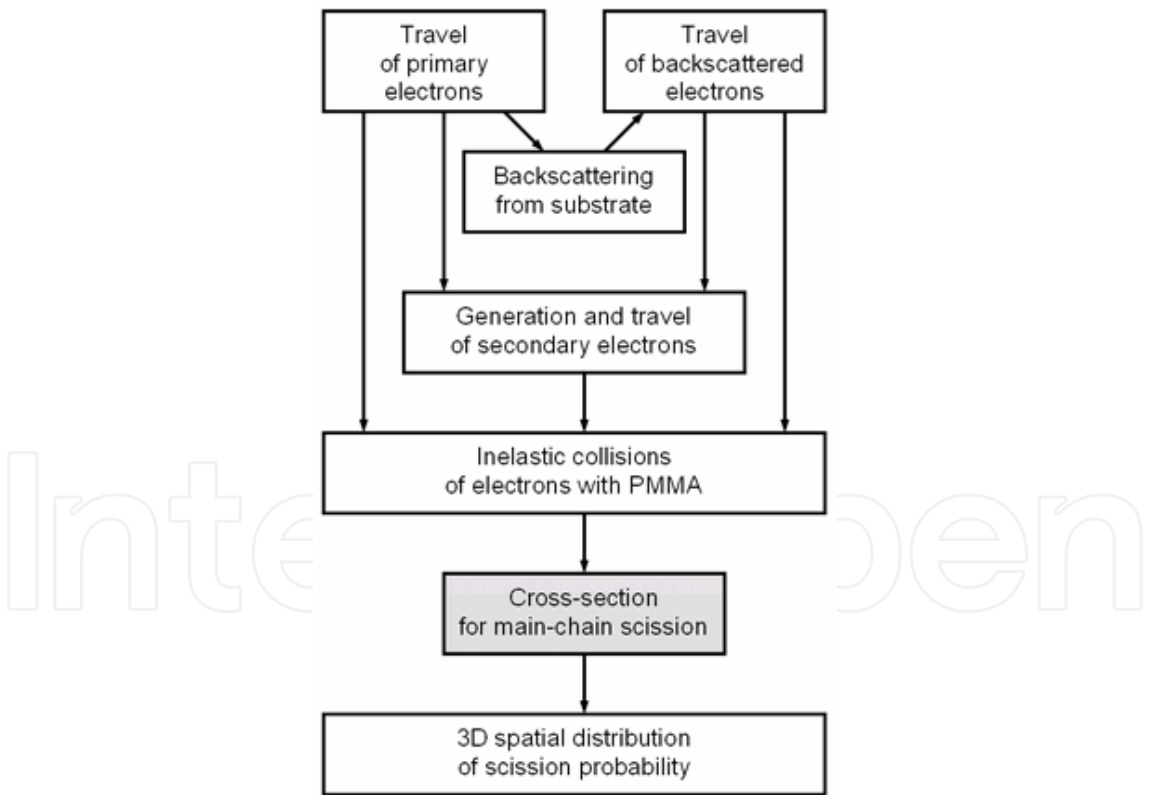 Travel
of primary
electrons
Travel
of backscattered
electrons
Backscattering
from substrate
Generation and travel
of secondary electrons
Inelastic collisions
of electrons with PMMA
Cross-section
for main-chain scission
3D spatial distribution
of scission probability